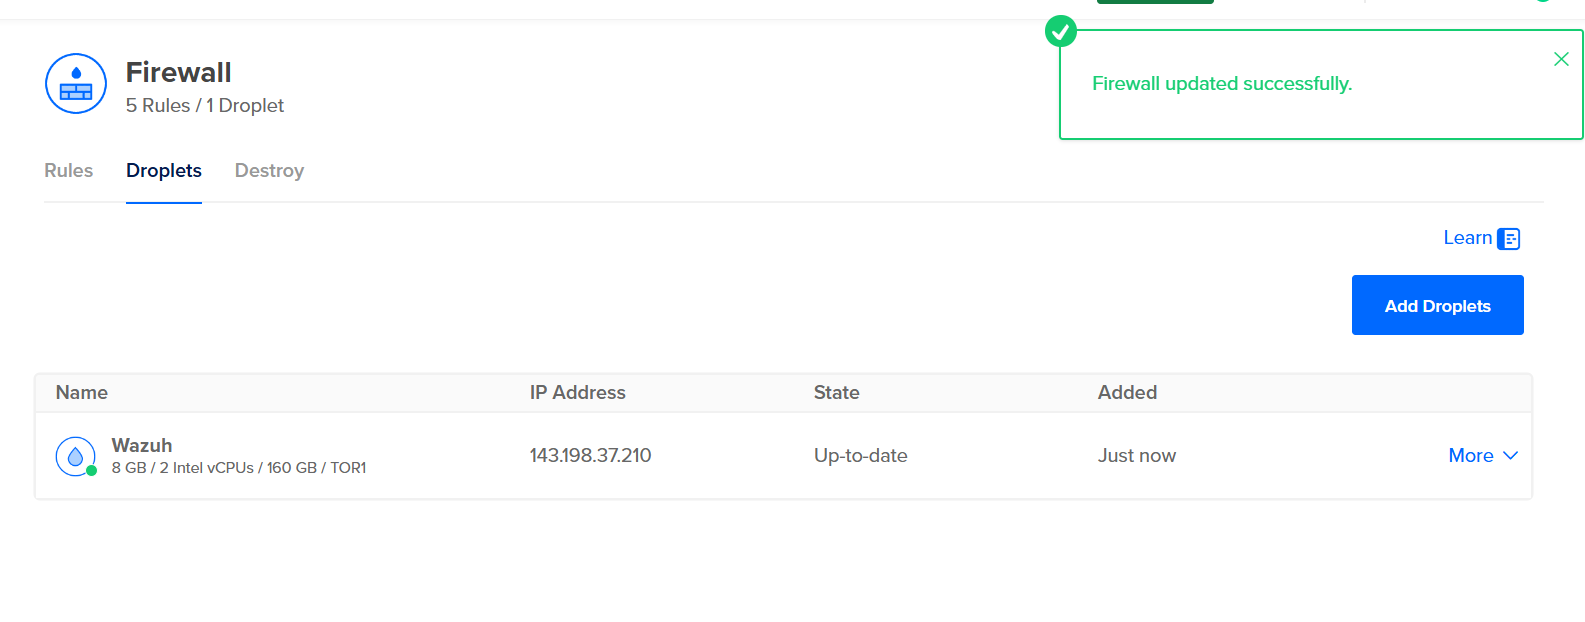 Firewall
5 Rules / 1 Droplet
Firewall updated successfully.
Rules Droplets Destroy
Learn
Add Droplets
Name IP Address State Added
Wazuh
8 GB / 2 Intel vCPUs / 160 GB / TOR1
143.198.37.210 Up-to-date Just now More